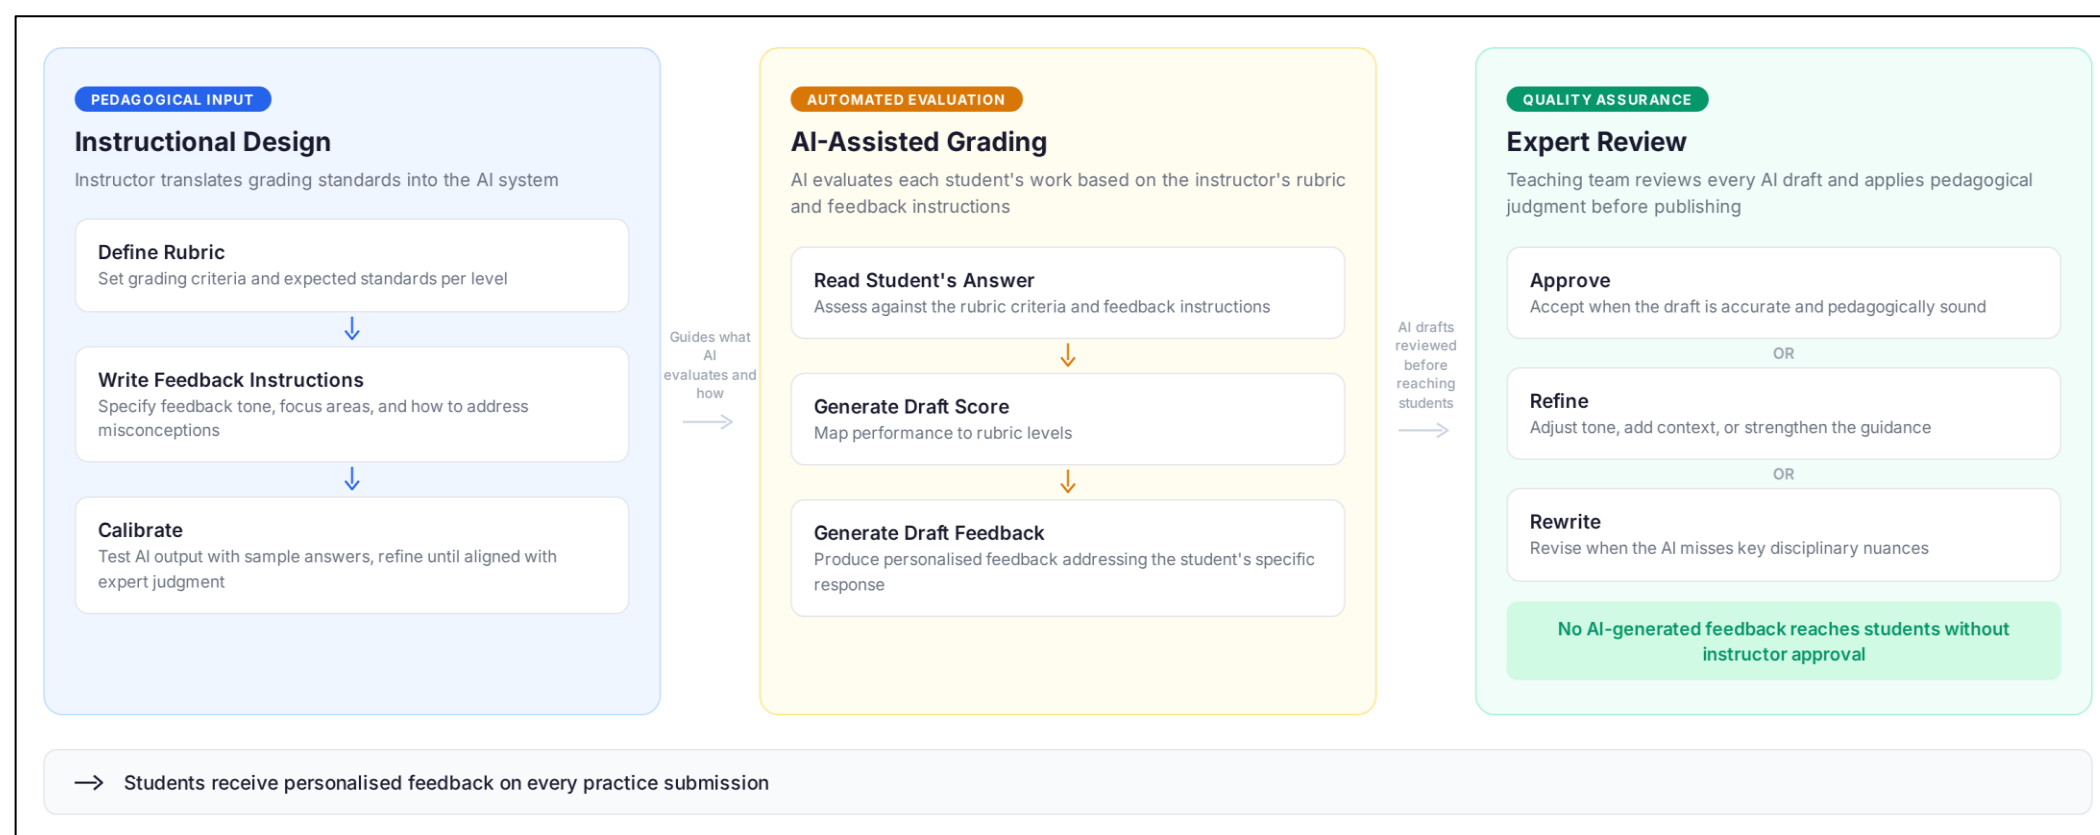 PEDAGOGICAL INPUT
Instructional Design
Instructor translates grading standards into the AI system
Define Rubric
Set grading criteria and expected standards per level
Write Feedback Instructions
Specify feedback tone, focus areas, and how to address
misconceptions
Calibrate
Test AI output with sample answers, refine until aligned with
expert judgment
Guides what
AI
evaluates and
how
AUTOMATED EVALUATION
AI-Assisted Grading
AI evaluates each student's work based on the instructor's rubric
and feedback instructions
Read Student's Answer
Assess against the rubric criteria and feedback instructions
Generate Draft Score
Map performance to rubric levels
Generate Draft Feedback
Produce personalised feedback addressing the student's specific
response
AI drafts
reviewed
before
reaching
students
QUALITY ASSURANCE
Expert Review
Teaching team reviews every AI draft and applies pedagogical
judgment before publishing
Approve
Accept when the draft is accurate and pedagogically sound
OR
Refine
Adjust tone, add context, or strengthen the guidance
OR
Rewrite
Revise when the AI misses key disciplinary nuances
No AI-generated feedback reaches students without
instructor approval
Students receive personalised feedback on every practice submission